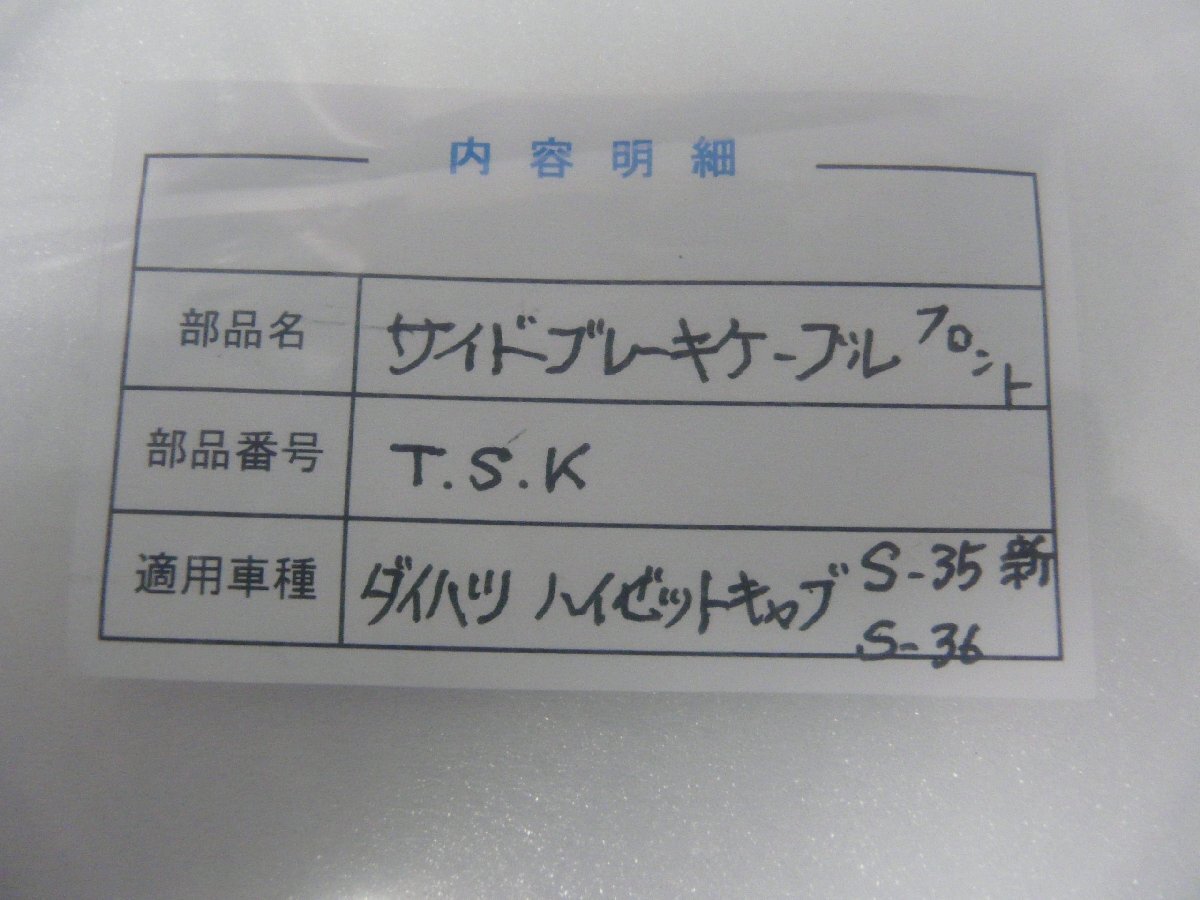 内容明細
部品名 サイドブレーキケーブル フロント
部品番号 T.S.K
適用車種 ダイハツ ハイゼットキャブ S-35 新
S-36